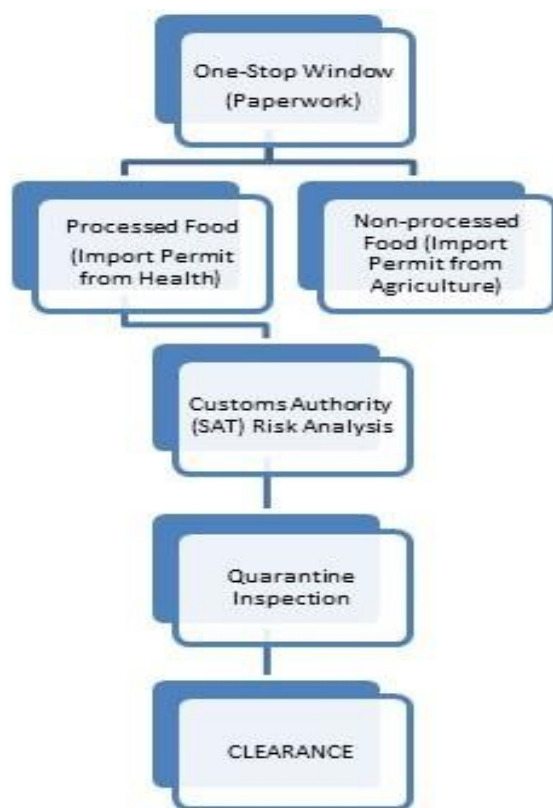 One-Stop Window
(Paperwork)
Processed Food
(Import Permit
from Health)
Non-processed
Food (Import
Permit from
Agriculture)
Customs Authority
(SAT) Risk Analysis
Quarantine
Inspection
CLEARANCE